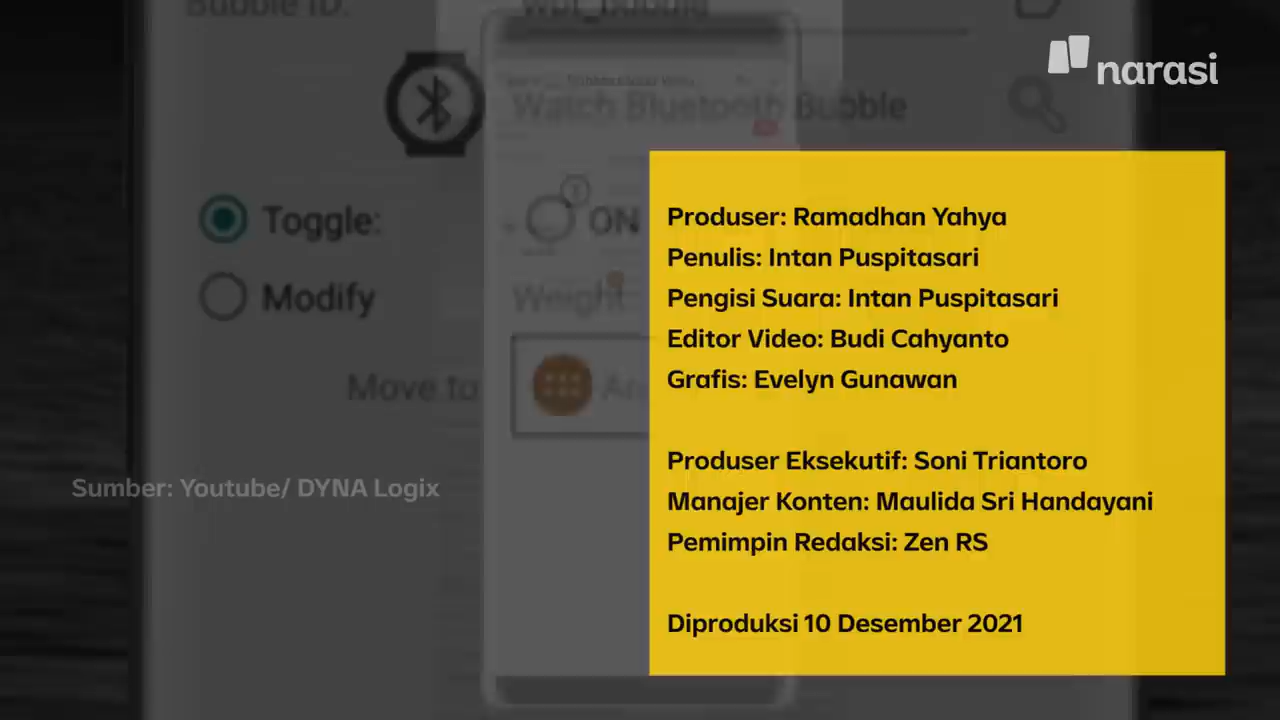 Bubble ID:
wbt_bubble
narasi
Watch Bluetooth Bubble
Toggle:
ON
Modify
Weight:
Move to
Sumber: Youtube/ DYNA Logix
Produser: Ramadhan Yahya
Penulis: Intan Puspitasari
Pengisi Suara: Intan Puspitasari
Editor Video: Budi Cahyanto
Grafis: Evelyn Gunawan
Produser Eksekutif: Soni Triantoro
Manajer Konten: Maulida Sri Handayani
Pemimpin Redaksi: Zen RS
Diproduksi 10 Desember 2021